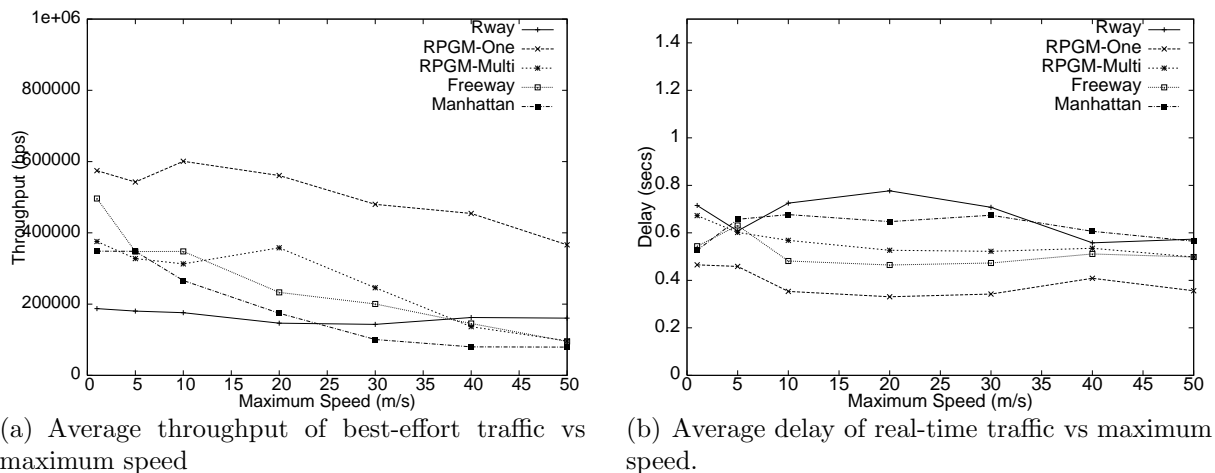 1e+06
800000
600000
400000
200000
0
Throughput (bps)
Rway
RPGM-One
RPGM-Multi
Freeway
Manhattan
0 5 10 15 20 25 30 35 40 45 50
Maximum Speed (m/s)
(a) Average throughput of best-effort traffic vs
maximum speed
1.4
1.2
1
0.8
0.6
0.4
0.2
0
Delay (secs)
Rway
RPGM-One
RPGM-Multi
Freeway
Manhattan
0 5 10 15 20 25 30 35 40 45 50
Maximum Speed (m/s)
(b) Average delay of real-time traffic vs maximum
speed.